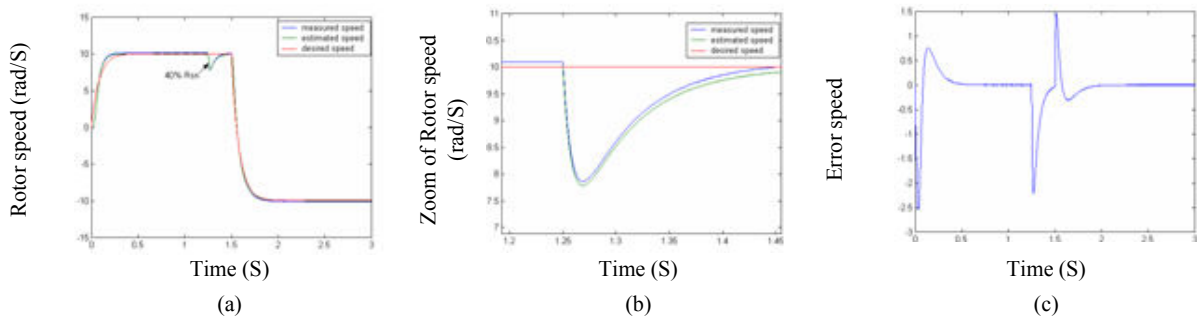 15
10
5
0
-5
-10
-15
0
0.5
1
1.5
2
2.5
3
measured speed
estimated speed
desired speed
40% Rsn
Rotor speed (rad/S)
Time (S)
(a)
11
10.5
10
9.5
9
8.5
8
7.5
7
1.2
1.25
1.3
1.35
1.4
1.45
measured speed
estimated speed
desired speed
Zoom of Rotor speed
(rad/S)
Time (S)
(b)
1.5
1
0.5
0
-0.5
-1
-1.5
-2
-2.5
-3
0
0.5
1
1.5
2
2.5
3
Error speed
Time (S)
(c)